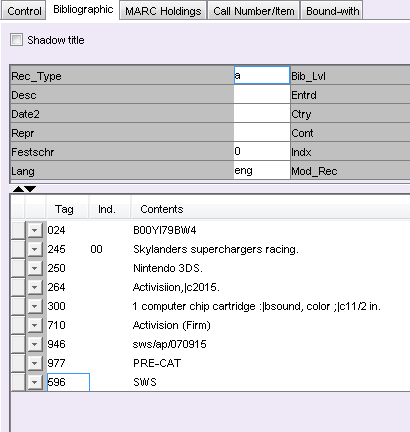 Control Bibliographic MARC Holdings Call Number/Item Bound-with
Shadow title
Rec_Type a Bib_Lvl
Desc Entrd
Date2 Ctry
Repr Cont
Festschr 0 Indx
Lang eng Mod_Rec
Tag Ind. Contents
024 B00YI79BW4
245 00 Skylanders superchargers racing.
250 Nintendo 3DS.
264 Activisiion,|c2015.
300 1 computer chip cartridge :|bsound, color ;|c11/2 in.
710 Activision (Firm)
946 sws/ap/070915
977 PRE-CAT
596 SWS